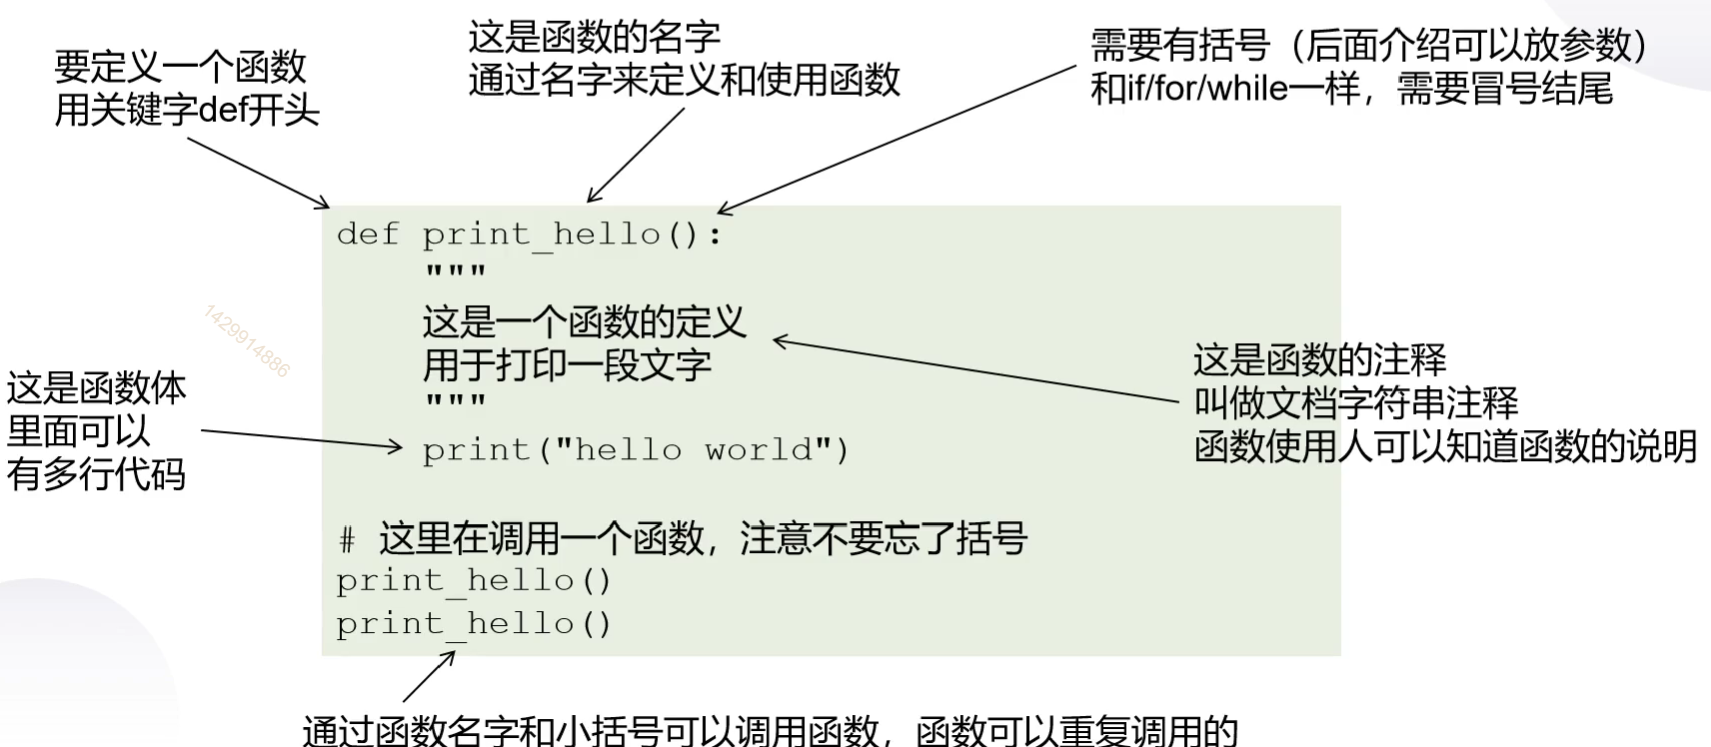 要定义一个函数
用关键字def开头
这是函数的名字
通过名字来定义和使用函数
需要有括号（后面介绍可以放参数）
和if/for/while一样，需要冒号结尾
def print_hello():
"""
这是一个函数的定义
用于打印一段文字
"""
print("hello world")
1429914886
这是函数体
里面可以
有多行代码
这是函数的注释
叫做文档字符串注释
函数使用人可以知道函数的说明
# 这里在调用一个函数，注意不要忘了括号
print_hello()
print_hello()
通过函数名字和小括号可以调用函数，函数可以重复调用的